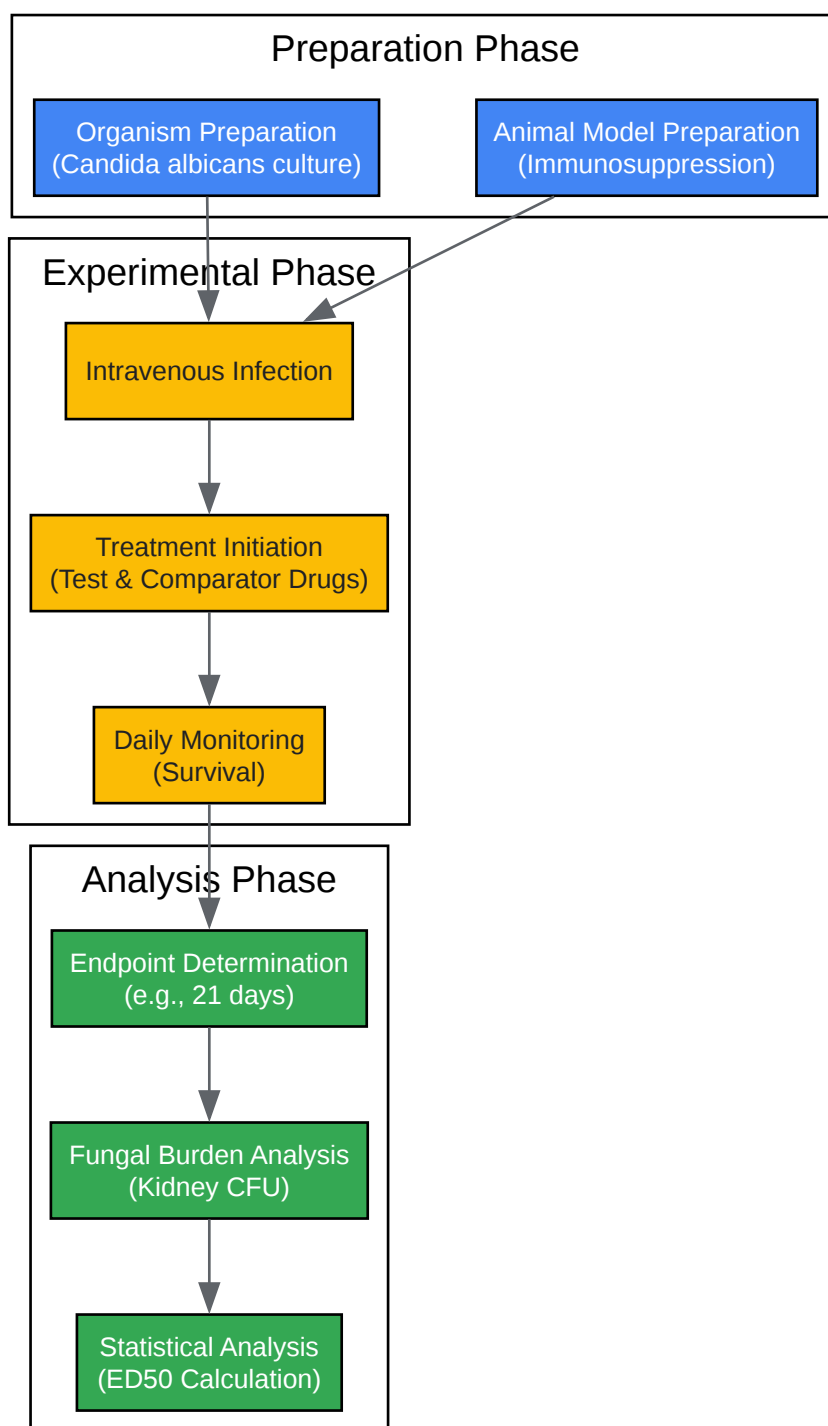 Preparation Phase
Organism Preparation
(Candida albicans culture)
Animal Model Preparation
(Immunosuppression)
Experimental Phase
Intravenous Infection
Treatment Initiation
(Test & Comparator Drugs)
Daily Monitoring
(Survival)
Analysis Phase
Endpoint Determination
(e.g., 21 days)
Fungal Burden Analysis
(Kidney CFU)
Statistical Analysis
(ED50 Calculation)